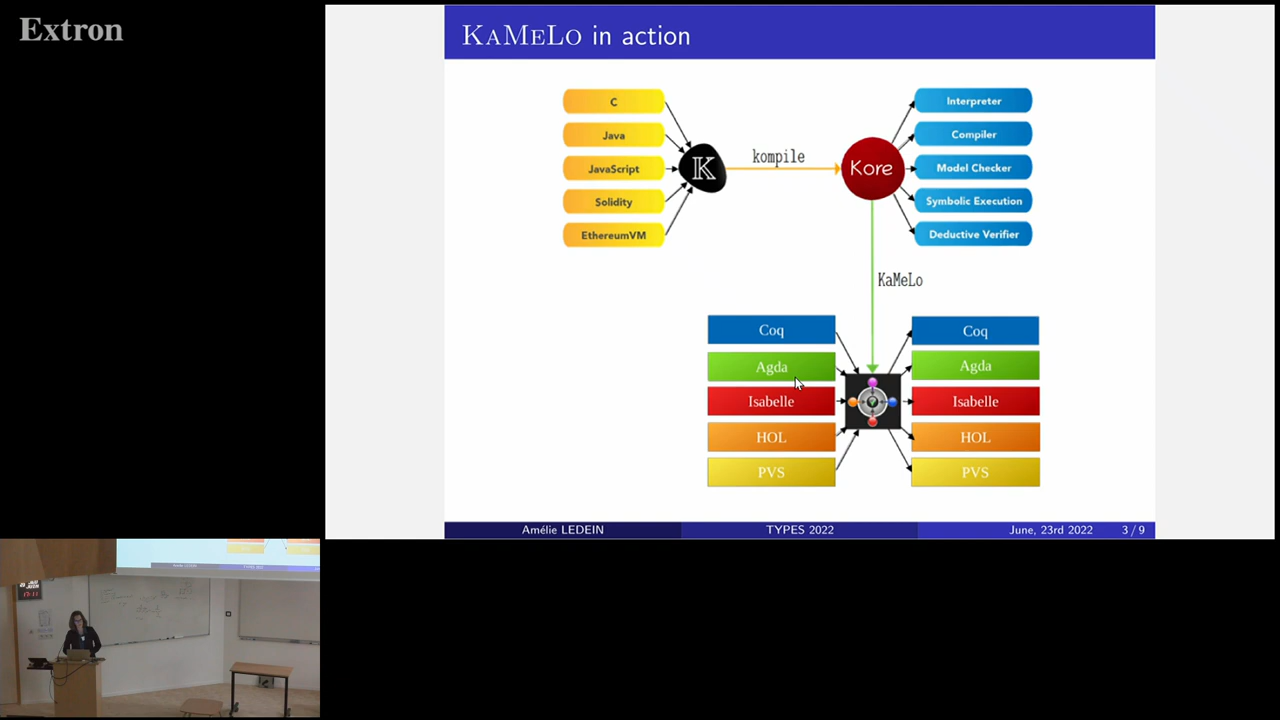 Extron
KAMELO in action
C
Java
JavaScript
Solidity
EthereumVM
K
kompile
Kore
Interpreter
Compiler
Model Checker
Symbolic Execution
Deductive Verifier
KaMeLo
Coq
Agda
Isabelle
HOL
PVS
Coq
Agda
Isabelle
HOL
PVS
?
Amélie LEDEIN TYPES 2022 June, 23rd 2022 3 / 9
17:11